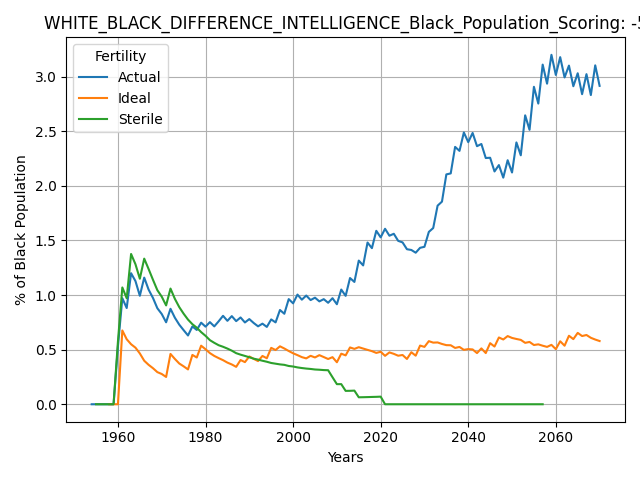 WHITE_BLACK_DIFFERENCE_INTELLIGENCE_Black_Population_Scoring: -5
Fertility
Actual
Ideal
Sterile
3.0
2.5
2.0
1.5
1.0
0.5
0.0
% of Black Population
1960 1980 2000 2020 2040 2060
Years